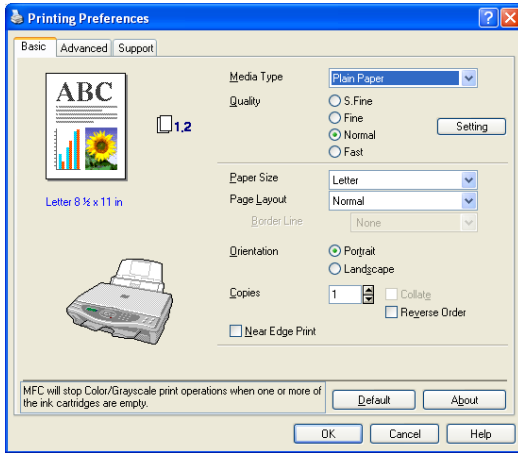 Printing Preferences
Basic Advanced Support
ABC
1.2
Letter 8 ½ x 11 in
Media Type Plain Paper
Quality S.Fine
Fine
Normal Setting
Fast
Paper Size Letter
Page Layout Normal
Border Line None
Orientation Portrait
Landscape
Copies 1 Collate
Reverse Order
Near Edge Print
MFC will stop Color/Grayscale print operations when one or more of
the ink cartridges are empty.
Default About
OK Cancel Help